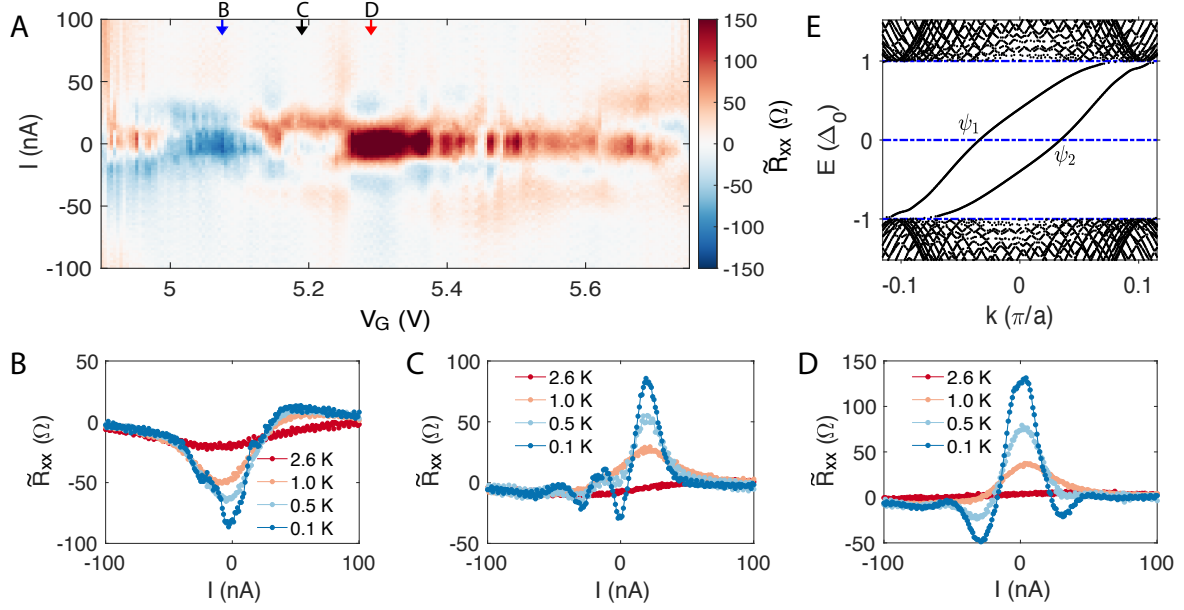 A
B
C
D
I (nA)
100
50
0
-50
-100
5
5.2
5.4
5.6
V_G (V)
150
100
50
0
-50
-100
-150
R̃_xx (Ω)
E
E (Δ_0)
1
0
-1
ψ_1
ψ_2
-0.1
0
0.1
k (π/a)
B
R̃_xx (Ω)
50
0
-50
-100
2.6 K
1.0 K
0.5 K
0.1 K
-100
0
100
I (nA)
C
R̃_xx (Ω)
100
50
0
-50
2.6 K
1.0 K
0.5 K
0.1 K
-100
0
100
I (nA)
D
R̃_xx (Ω)
150
100
50
0
-50
2.6 K
1.0 K
0.5 K
0.1 K
-100
0
100
I (nA)